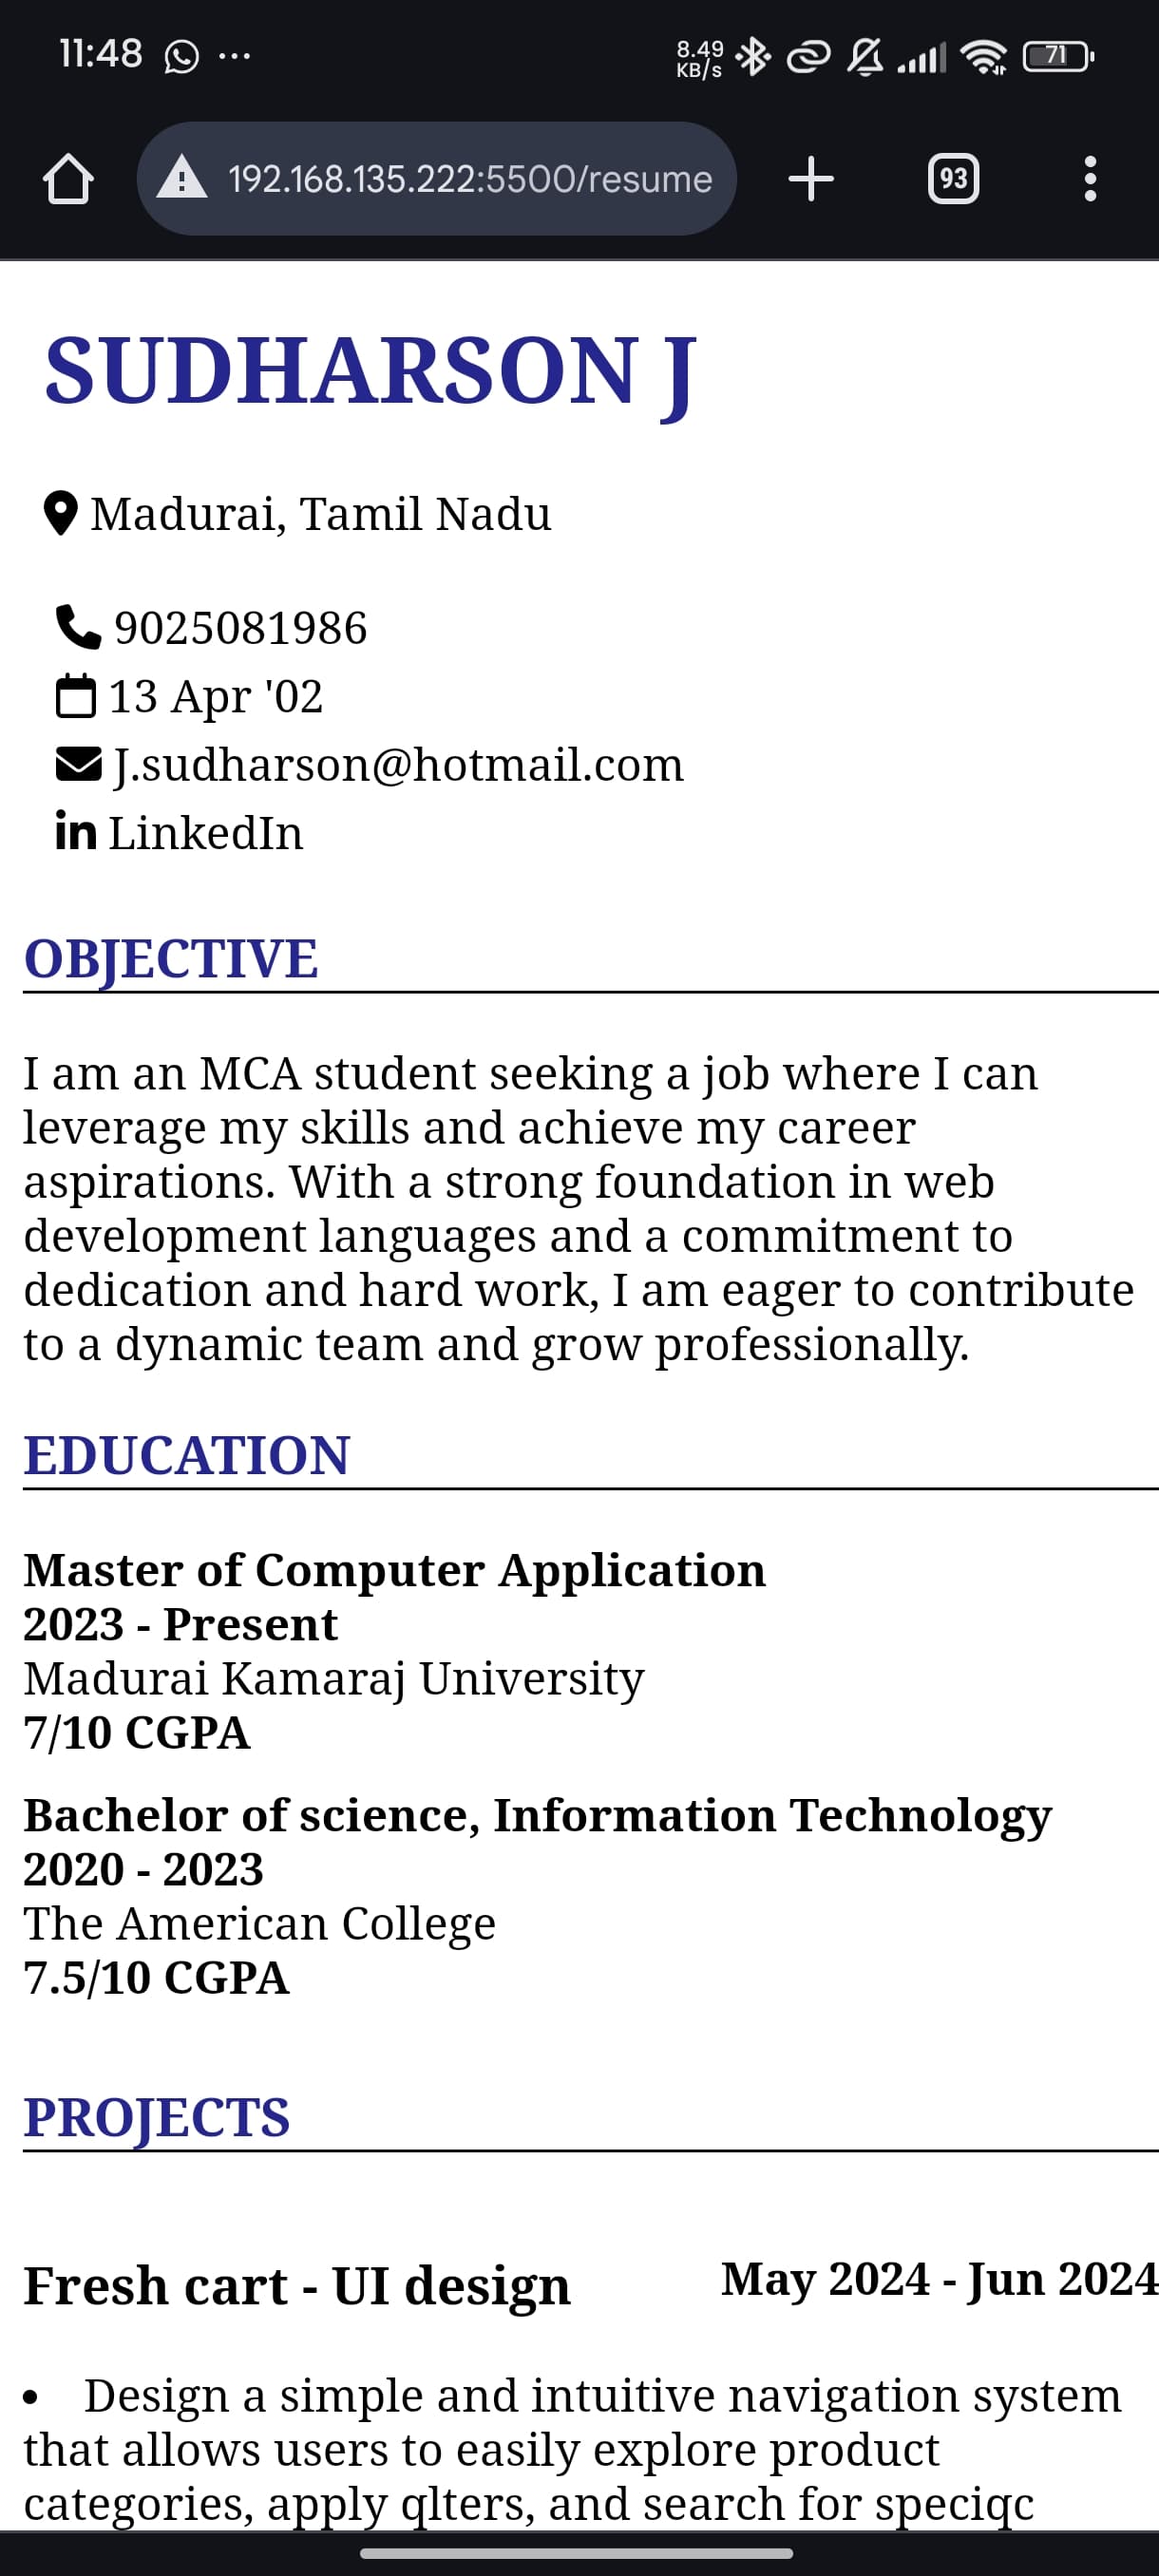 11:48
8.49
KB/s
71
192.168.135.222:5500/resume
93
SUDHARSON J
Madurai, Tamil Nadu
9025081986
13 Apr '02
J.sudharson@hotmail.com
in LinkedIn
OBJECTIVE
I am an MCA student seeking a job where I can
leverage my skills and achieve my career
aspirations. With a strong foundation in web
development languages and a commitment to
dedication and hard work, I am eager to contribute
to a dynamic team and grow professionally.
EDUCATION
Master of Computer Application
2023 - Present
Madurai Kamaraj University
7/10 CGPA
Bachelor of science, Information Technology
2020 - 2023
The American College
7.5/10 CGPA
PROJECTS
Fresh cart - UI design May 2024 - Jun 2024
• Design a simple and intuitive navigation system
that allows users to easily explore product
categories, apply qlters, and search for speciqc